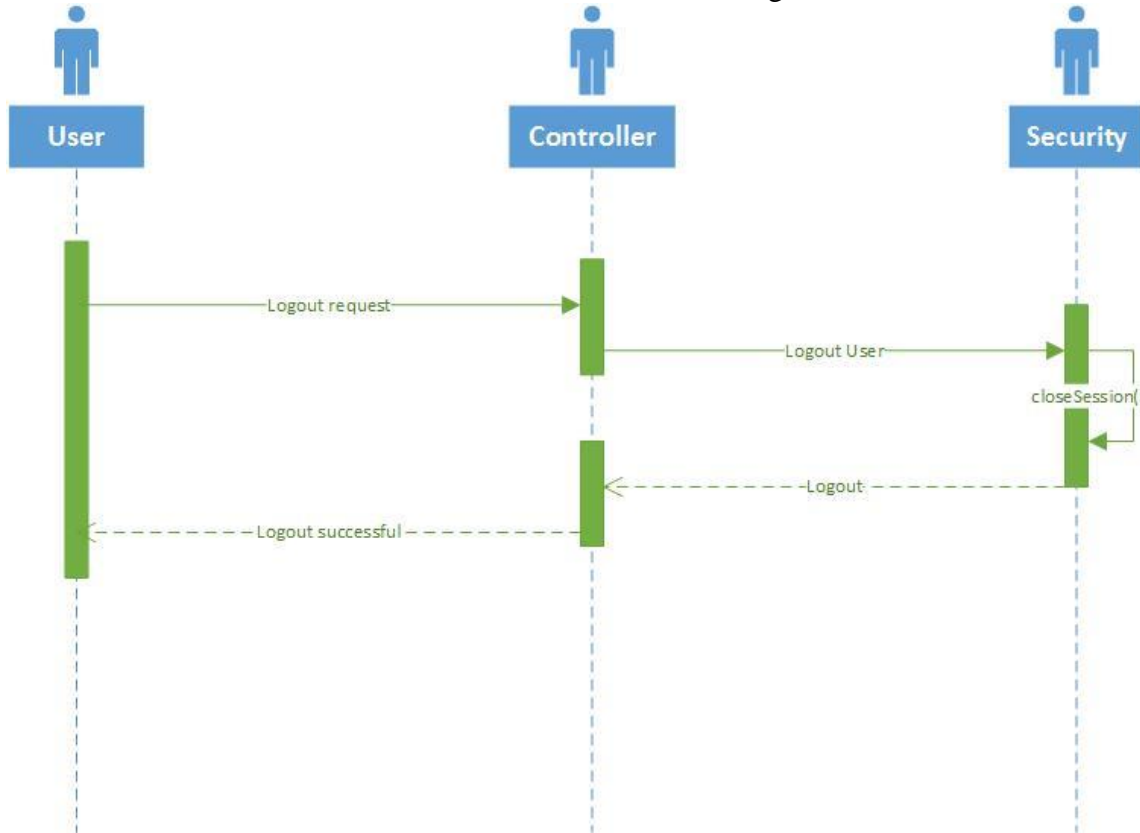 User
Controller
Security
Logout request
Logout User
closeSession(
Logout
Logout successful